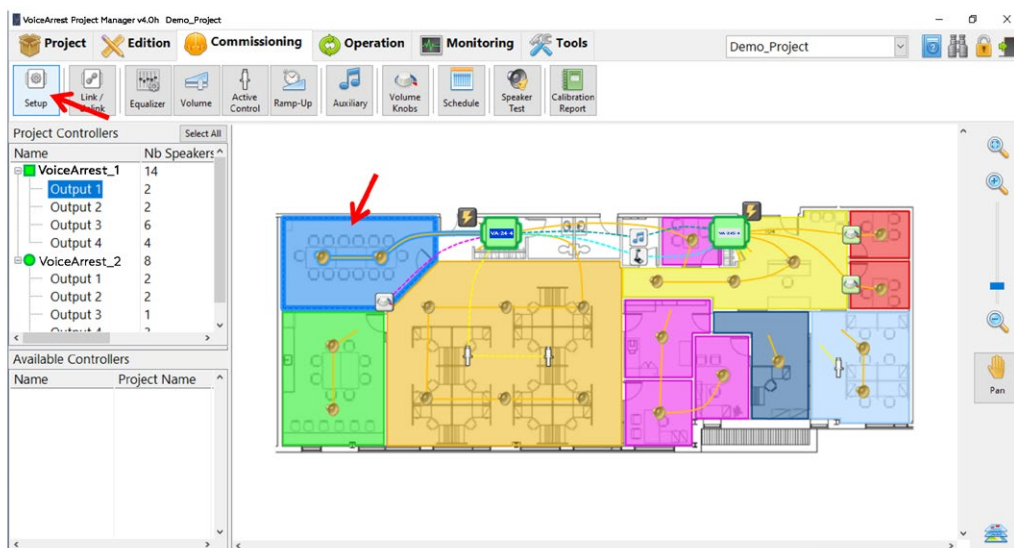 VoiceArrest Project Manager v4.0h Demo_Project
Project Edition Commissioning Operation Monitoring Tools
Demo_Project
Setup
Link /
Equalizer
Volume
Active
Control
Ramp-Up
Auxiliary
Volume
Knobs
Schedule
Speaker
Test
Calibration
Report
Project Controllers Select All
Name Nb Speakers
VoiceArrest_1 14
Output 1 2
Output 2 2
Output 3 6
Output 4 4
VoiceArrest_2 8
Output 1 2
Output 2 2
Output 3 1
Available Controllers
Name Project Name
VA-24-4
Pan